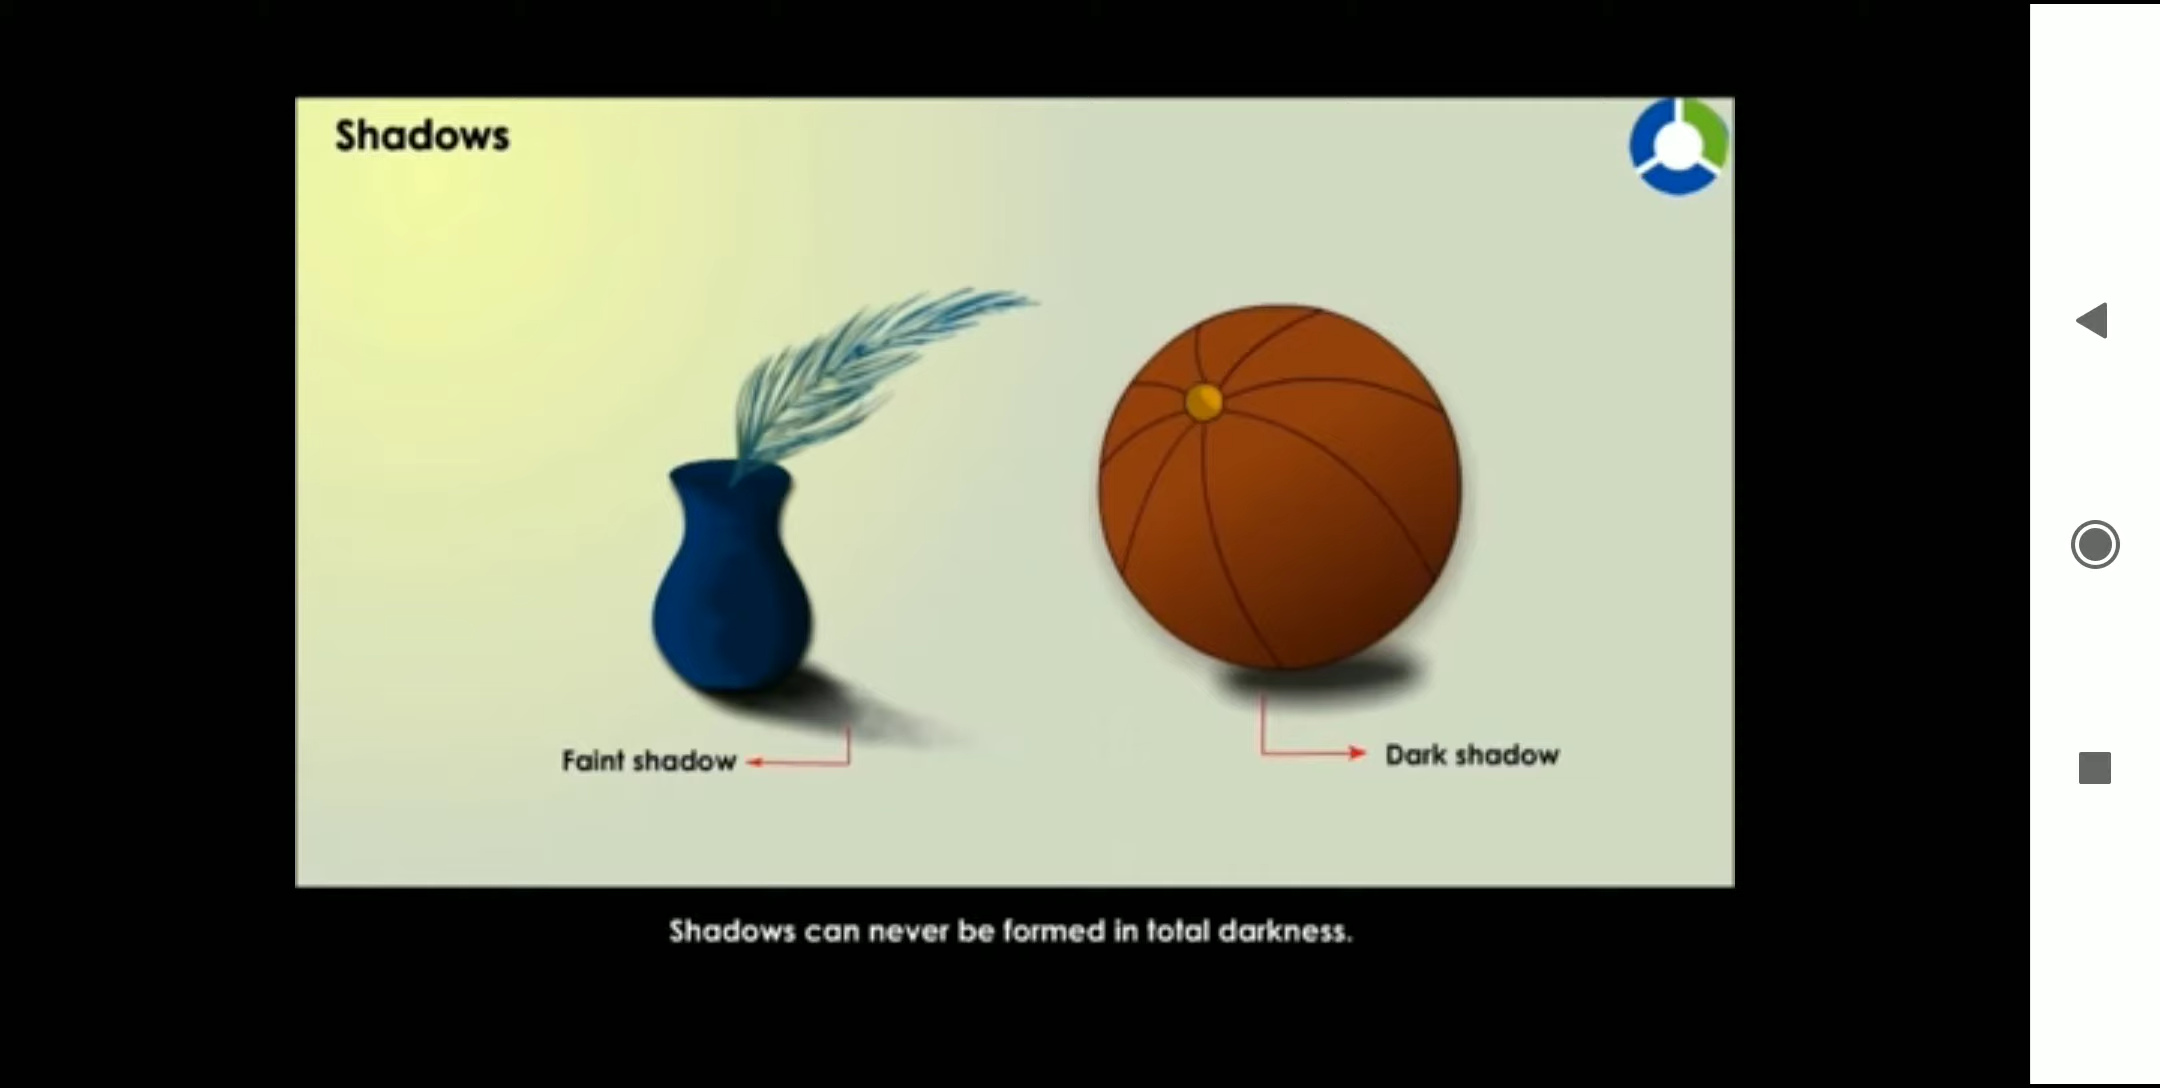 Shadows
Faint shadow
Dark shadow
Shadows can never be formed in total darkness.